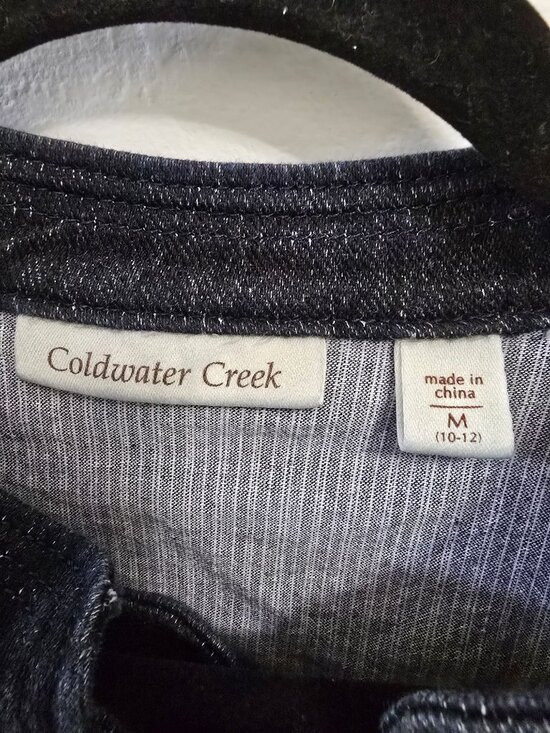 Coldwater Creek
made in
china
M
(10-12)